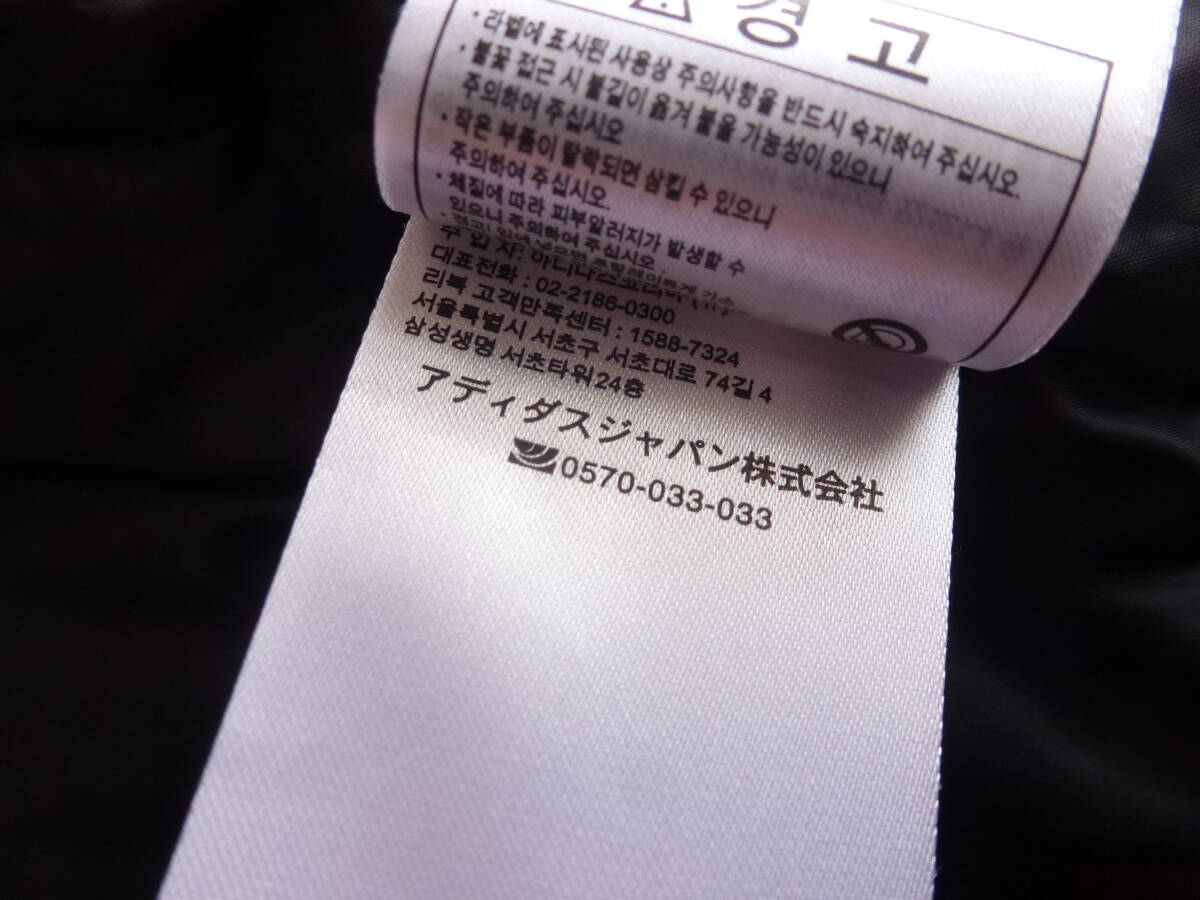 경 고
· 라벨에 표시된 사용상 주의사항을 반드시 숙지하여 주십시오.
· 불꽃 접근 시 불길이 옮겨 붙을 가능성이 있으니
주의하여 주십시오
· 작은 부품이 탈락되면 삼킬 수 있으니
주의하여 주십시오.
· 체질에 따라 피부알러지가 발생할 수
있으니 주의하여 주십시오.
대표전화 : 02-2186-0300
리복 고객만족센터 : 1588-7324
서울특별시 서초구 서초대로 74길 4
삼성생명 서초타워 24층
アディダスジャパン株式会社
0570-033-033